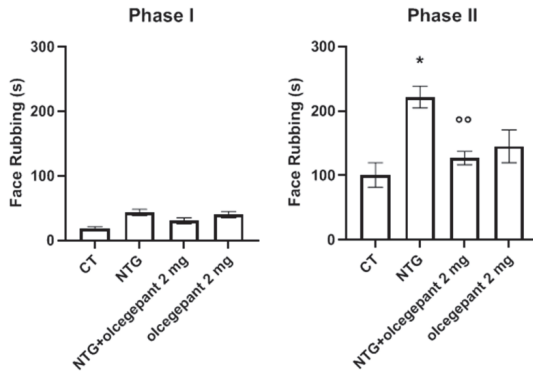 Phase I
Face Rubbing (s)
300
200
100
0
CT
NTG
NTG+olcegepant 2 mg
olcegepant 2 mg
Phase II
Face Rubbing (s)
300
200
100
0
*
°°
CT
NTG
NTG+olcegepant 2 mg
olcegepant 2 mg